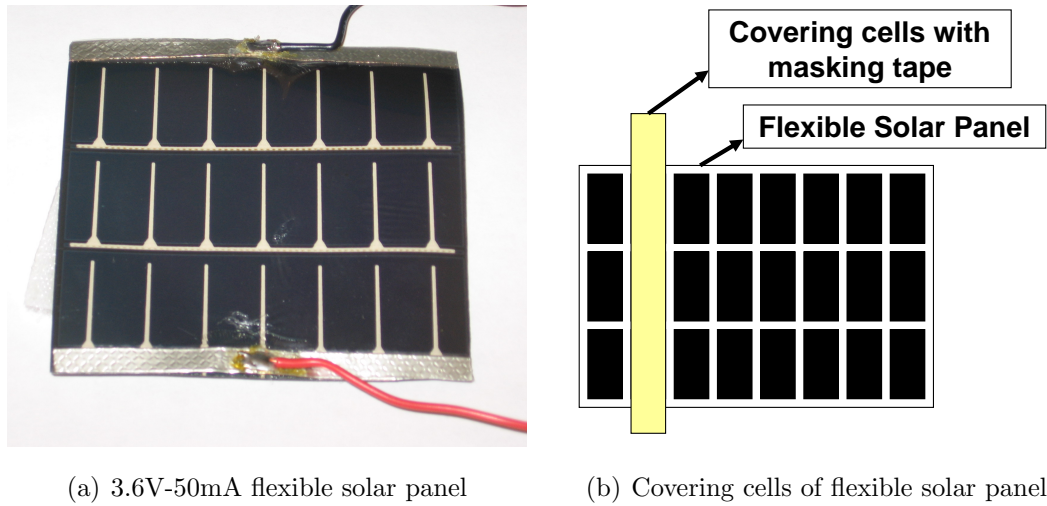 Covering cells with
masking tape
Flexible Solar Panel
(a) 3.6V-50mA flexible solar panel
(b) Covering cells of flexible solar panel